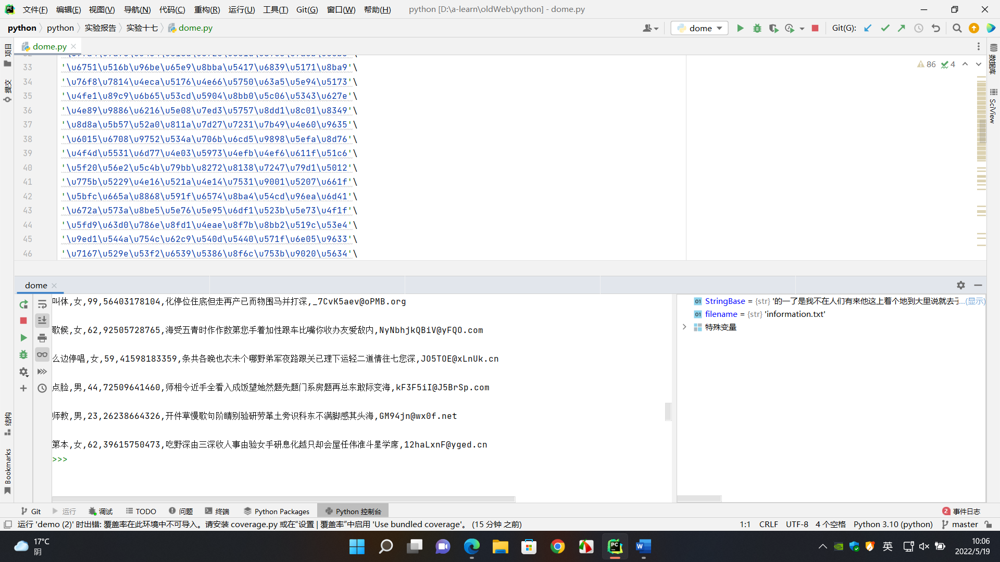 文件(F) 编辑(E) 视图(V) 导航(N) 代码(C) 重构(R) 运行(U) 工具(T) Git(G) 窗口(W) 帮助(H) python [D:\a-learn\oldWeb\python] - dome.py
python python 实验报告 实验十七 dome.py dome Git(G):
dome.py
86 4
33 '\u6751\u516b\u96be\u65e9\u8bba\u5417\u6839\u5171\u8ba9'\
34 '\u76f8\u7814\u4eca\u5176\u4e66\u5750\u63a5\u5e94\u5173'\
35 '\u4fe1\u89c9\u6b65\u53cd\u5904\u8bb0\u5c06\u5343\u627e'\
36 '\u4e89\u9886\u6216\u5e08\u7ed3\u5757\u8dd1\u8c01\u8349'\
37 '\u8d8a\u5b57\u52a0\u811a\u7d27\u7231\u7b49\u4e60\u9635'\
38 '\u6015\u6708\u9752\u534a\u706b\u6cd5\u9898\u5efa\u8d76'\
39 '\u4f4d\u5531\u6d77\u4e03\u5973\u4efb\u4ef6\u611f\u51c6'\
40 '\u5f20\u56e2\u5c4b\u79bb\u8272\u8138\u7247\u79d1\u5012'\
41 '\u775b\u5229\u4e16\u521a\u4e14\u7531\u9001\u5207\u661f'\
42 '\u5bfc\u665a\u8868\u591f\u6574\u8ba4\u54cd\u96ea\u6d41'\
43 '\u672a\u573a\u8be5\u5e76\u5e95\u6df1\u523b\u5e73\u4f1f'\
44 '\u5fd9\u63d0\u786e\u8fd1\u4eae\u8f7b\u8bb2\u519c\u53e4'\
45 '\u9ed1\u544a\u754c\u62c9\u540d\u5440\u571f\u6e05\u9633'\
46 '\u7167\u529e\u53f2\u6539\u5386\u8f6c\u753b\u9020\u5634'\
项目
提交
结构
Bookmarks
数据库
SciView
dome
叫体,女,99,56403178104,化停位住底但走再产已而物围马并打深,_7CvK5aev@oPMB.org
歌候,女,62,92505728765,海受五青时作作数第您手着加性跟车比嘴你收办友爱敌内,NyNbhjkQBiV@yFQO.com
么边停唱,女,59,41598183359,条共各晚也衣未个哪野弟军夜路跟关已理下运轻二道情往七您深,JO5TOE@xLnUk.cn
点脸,男,44,72509641460,师相令近手全看入成饭望她然题先题门系房题再总东敢际变海,kF3F5iI@J5BrSp.com
师教,男,23,26238664326,开件草慢歌句阶睛别验研劳革土旁识科东不满脚感其头海,GM94jn@wx0f.net
第本,女,62,39615750473,吃野深由三深收人事由验女手研息化越只却会屋任伟准斗星学席,12haLxnF@yged.cn
>>>
StringBase = {str} '的一了是我不在人们有来他这上着个地到大里说就去子...(显示)
filename = {str} 'information.txt'
特殊变量
Git 运行 调试 TODO 问题 终端 Python Packages Python 控制台 2 事件日志
运行 'demo (2)' 时出错: 覆盖率在此环境中不可导入。请安装 coverage.py 或在“设置 | 覆盖率”中启用 'Use bundled coverage'。 (15 分钟 之前) 1:1 CRLF UTF-8 4 个空格 Python 3.10 (python) master
17°C
阴
英
10:06
2022/5/19